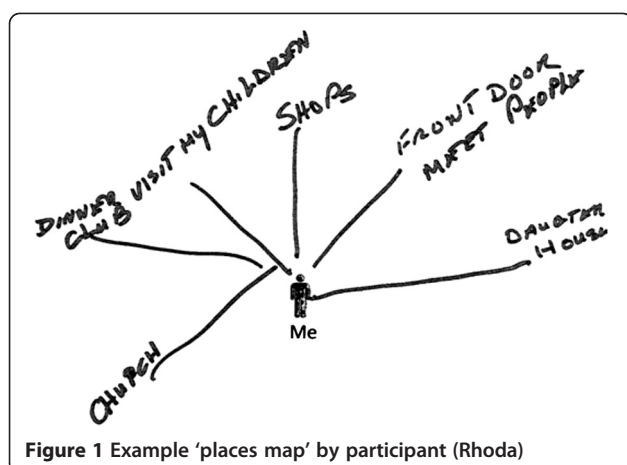 VISIT MY CHILDREN
SHOPS
FRONT DOOR
MEET PEOPLE
DINNER
CLUB
DAUGTER
HOUSE
CHURCH
Me
Figure 1 Example ‘places map’ by participant (Rhoda)